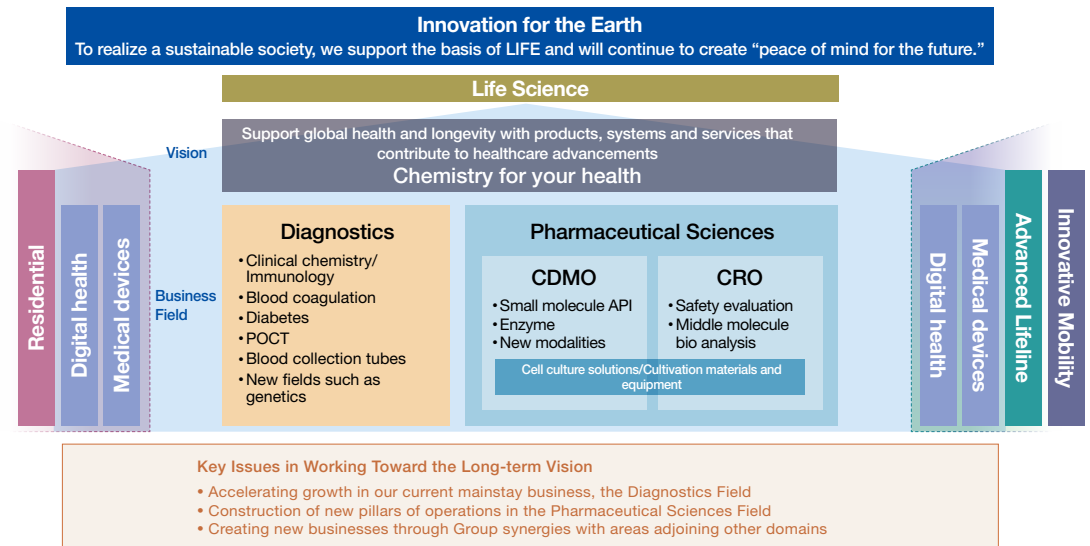 Innovation for the Earth
To realize a sustainable society, we support the basis of LIFE and will continue to create “peace of mind for the future.”
Life Science
Vision
Support global health and longevity with products, systems and services that
contribute to healthcare advancements
Chemistry for your health
Residential
Digital health
Medical devices
Business
Field
Diagnostics
• Clinical chemistry/
Immunology
• Blood coagulation
• Diabetes
• POCT
• Blood collection tubes
• New fields such as
genetics
Pharmaceutical Sciences
CDMO
• Small molecule API
• Enzyme
• New modalities
CRO
• Safety evaluation
• Middle molecule
bio analysis
Cell culture solutions/Cultivation materials and
equipment
Digital health
Medical devices
Advanced Lifeline
Innovative Mobility
Key Issues in Working Toward the Long-term Vision
• Accelerating growth in our current mainstay business, the Diagnostics Field
• Construction of new pillars of operations in the Pharmaceutical Sciences Field
• Creating new businesses through Group synergies with areas adjoining other domains